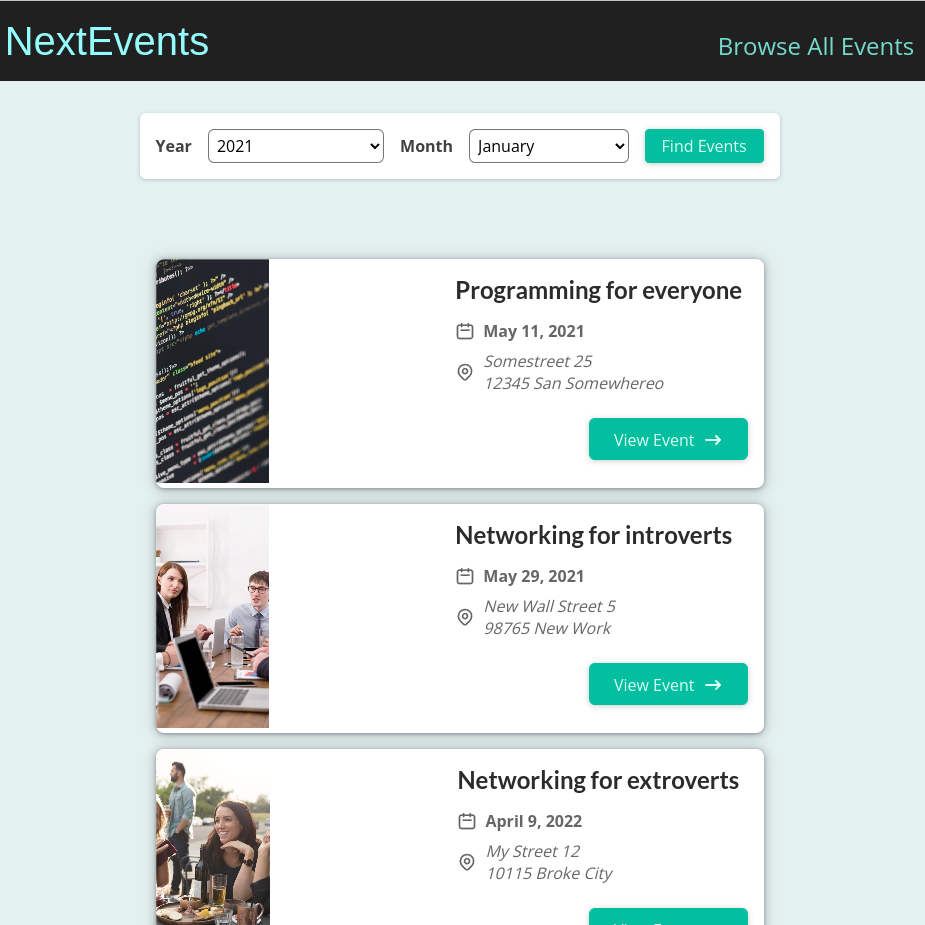 NextEvents
Browse All Events
Year 2021 Month January Find Events
Programming for everyone
May 11, 2021
Somestreet 25
12345 San Somewhereo
View Event
Networking for introverts
May 29, 2021
New Wall Street 5
98765 New Work
View Event
Networking for extroverts
April 9, 2022
My Street 12
10115 Broke City